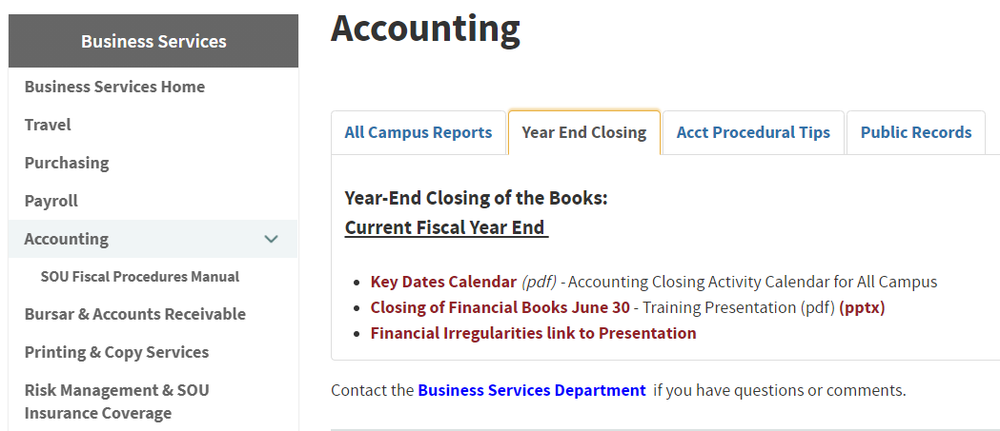 Business Services
Business Services Home
Travel
Purchasing
Payroll
Accounting
SOU Fiscal Procedures Manual
Bursar & Accounts Receivable
Printing & Copy Services
Risk Management & SOU
Insurance Coverage
Accounting
All Campus Reports
Year End Closing
Acct Procedural Tips
Public Records
Year-End Closing of the Books:
Current Fiscal Year End
Key Dates Calendar (pdf) - Accounting Closing Activity Calendar for All Campus
Closing of Financial Books June 30 - Training Presentation (pdf) (pptx)
Financial Irregularities link to Presentation
Contact the Business Services Department if you have questions or comments.